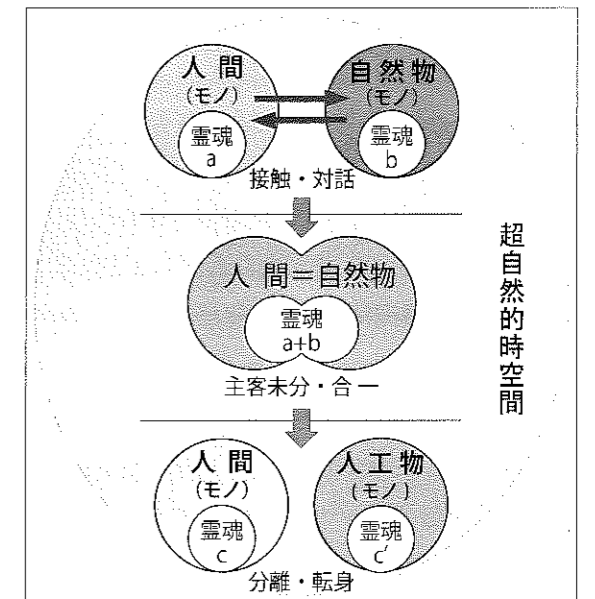 人間
(モノ)
霊魂
a
自然物
(モノ)
霊魂
b
接触・対話
人間=自然物
霊魂
a+b
主客未分・合一
人間
(モノ)
霊魂
c
人工物
(モノ)
霊魂
c′
分離・転身
超自然的時空間